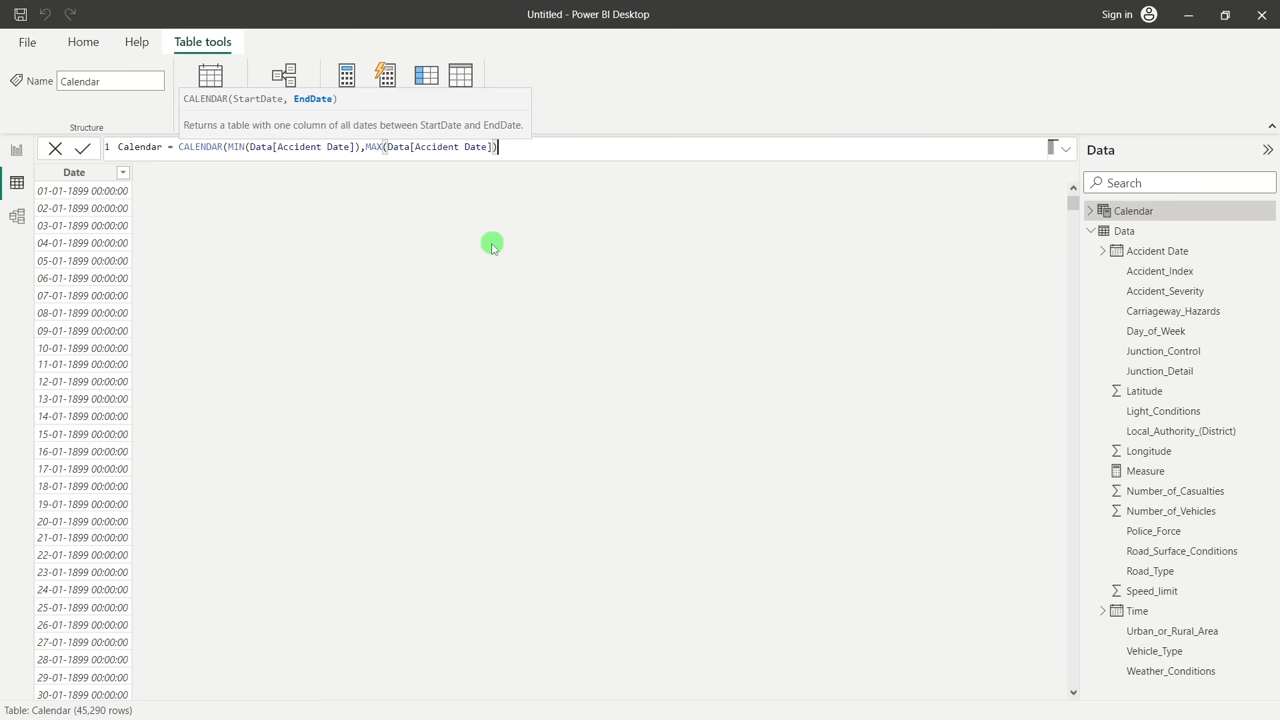 Untitled - Power BI Desktop
Sign in
File
Home
Help
Table tools
Name
Calendar
Structure
CALENDAR(StartDate, EndDate)
Returns a table with one column of all dates between StartDate and EndDate.
1 Calendar = CALENDAR(MIN(Data[Accident Date]),MAX(Data[Accident Date])
Date
01-01-1899 00:00:00
02-01-1899 00:00:00
03-01-1899 00:00:00
04-01-1899 00:00:00
05-01-1899 00:00:00
06-01-1899 00:00:00
07-01-1899 00:00:00
08-01-1899 00:00:00
09-01-1899 00:00:00
10-01-1899 00:00:00
11-01-1899 00:00:00
12-01-1899 00:00:00
13-01-1899 00:00:00
14-01-1899 00:00:00
15-01-1899 00:00:00
16-01-1899 00:00:00
17-01-1899 00:00:00
18-01-1899 00:00:00
19-01-1899 00:00:00
20-01-1899 00:00:00
21-01-1899 00:00:00
22-01-1899 00:00:00
23-01-1899 00:00:00
24-01-1899 00:00:00
25-01-1899 00:00:00
26-01-1899 00:00:00
27-01-1899 00:00:00
28-01-1899 00:00:00
29-01-1899 00:00:00
30-01-1899 00:00:00
Data
Search
Calendar
Data
Accident Date
Accident_Index
Accident_Severity
Carriageway_Hazards
Day_of_Week
Junction_Control
Junction_Detail
Latitude
Light_Conditions
Local_Authority_(District)
Longitude
Measure
Number_of_Casualties
Number_of_Vehicles
Police_Force
Road_Surface_Conditions
Road_Type
Speed_limit
Time
Urban_or_Rural_Area
Vehicle_Type
Weather_Conditions
Table: Calendar (45,290 rows)